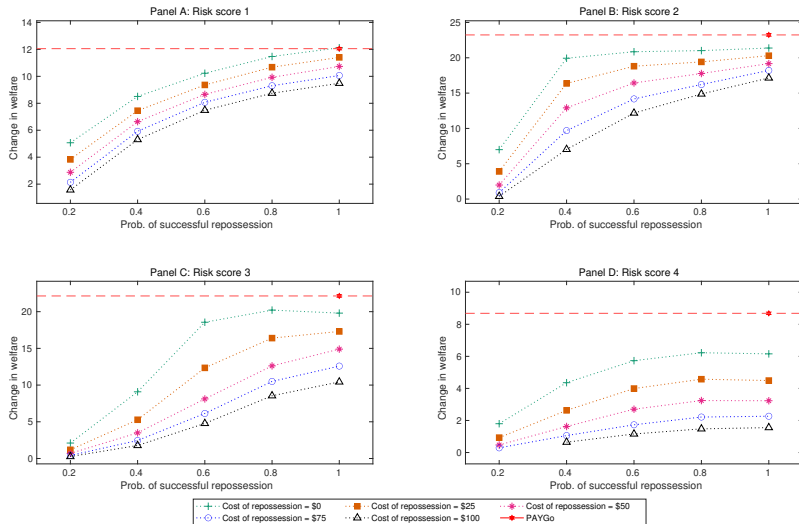 Panel A: Risk score 1
14
12
10
8
6
4
2
Change in welfare
0.2 0.4 0.6 0.8 1
Prob. of successful repossession
Panel B: Risk score 2
25
20
15
10
5
0
Change in welfare
0.2 0.4 0.6 0.8 1
Prob. of successful repossession
Panel C: Risk score 3
20
15
10
5
0
Change in welfare
0.2 0.4 0.6 0.8 1
Prob. of successful repossession
Panel D: Risk score 4
10
8
6
4
2
0
Change in welfare
0.2 0.4 0.6 0.8 1
Prob. of successful repossession
Cost of repossession = $0 Cost of repossession = $25 Cost of repossession = $50
Cost of repossession = $75 Cost of repossession = $100 PAYGo